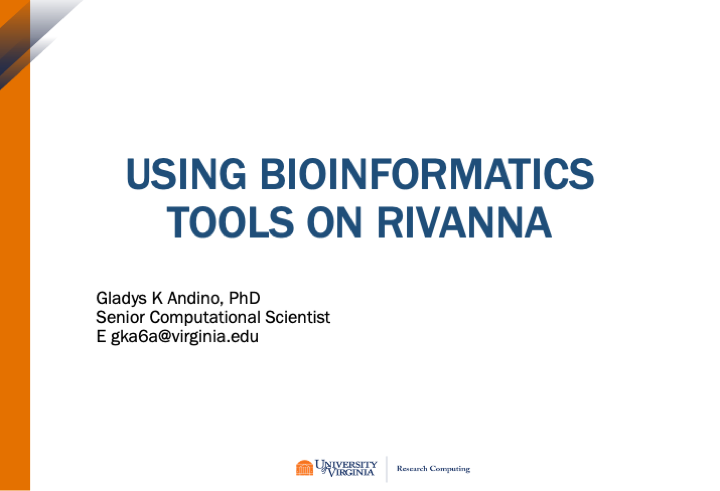 USING BIOINFORMATICS
TOOLS ON RIVANNA
Gladys K Andino, PhD
Senior Computational Scientist
E gka6a@virginia.edu
UNIVERSITY
of VIRGINIA
Research Computing